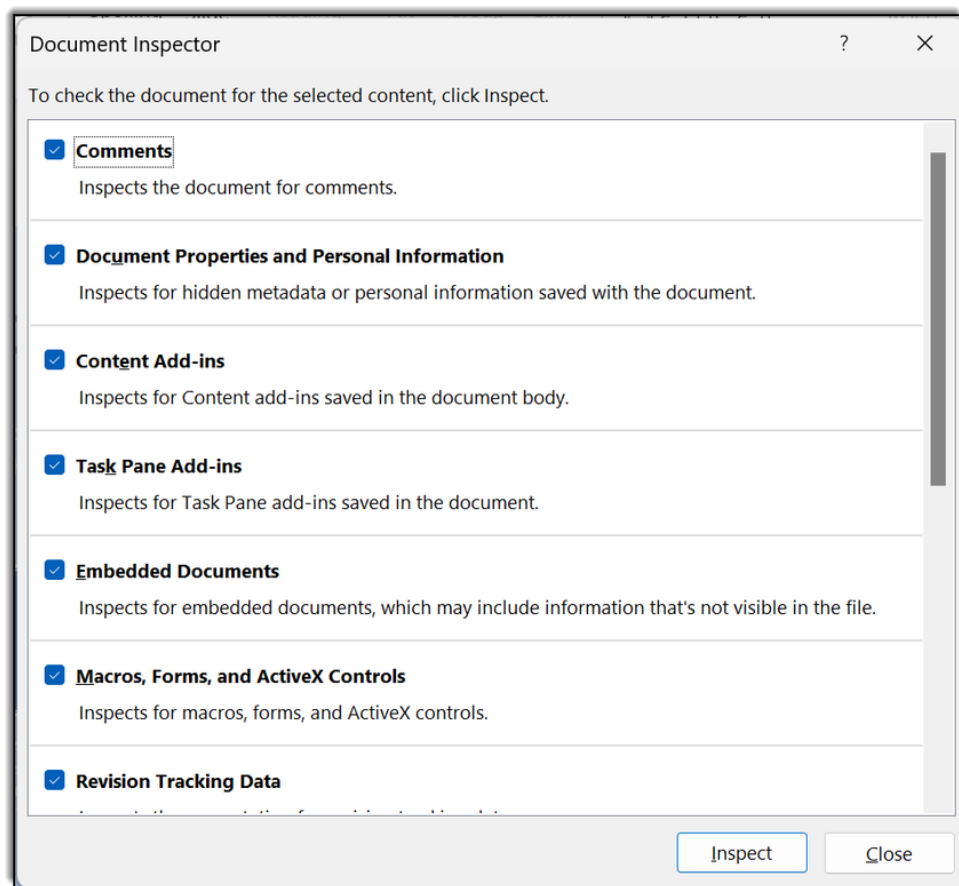 Document Inspector
?
To check the document for the selected content, click Inspect.
Comments
Inspects the document for comments.
Document Properties and Personal Information
Inspects for hidden metadata or personal information saved with the document.
Content Add-ins
Inspects for Content add-ins saved in the document body.
Task Pane Add-ins
Inspects for Task Pane add-ins saved in the document.
Embedded Documents
Inspects for embedded documents, which may include information that's not visible in the file.
Macros, Forms, and ActiveX Controls
Inspects for macros, forms, and ActiveX controls.
Revision Tracking Data
Inspect Close